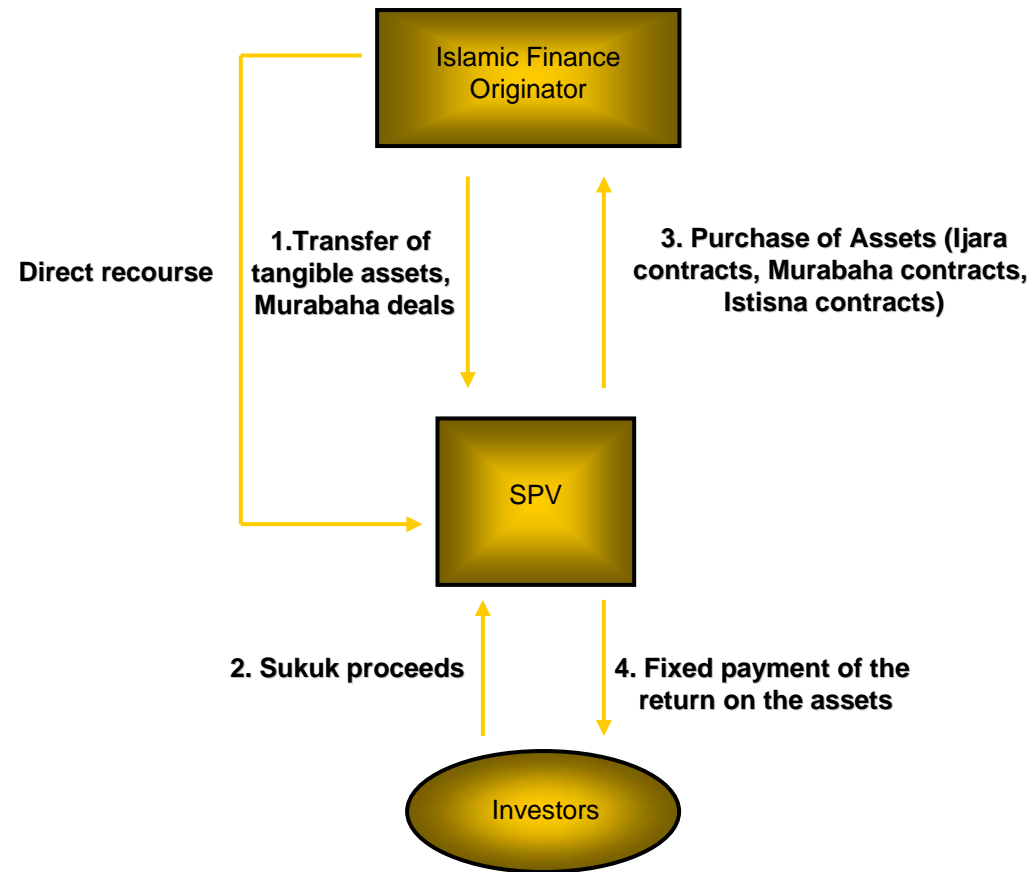 Islamic Finance
Originator
Direct recourse
1.Transfer of
tangible assets,
Murabaha deals
3. Purchase of Assets (Ijara
contracts, Murabaha contracts,
Istisna contracts)
SPV
2. Sukuk proceeds
4. Fixed payment of the
return on the assets
Investors